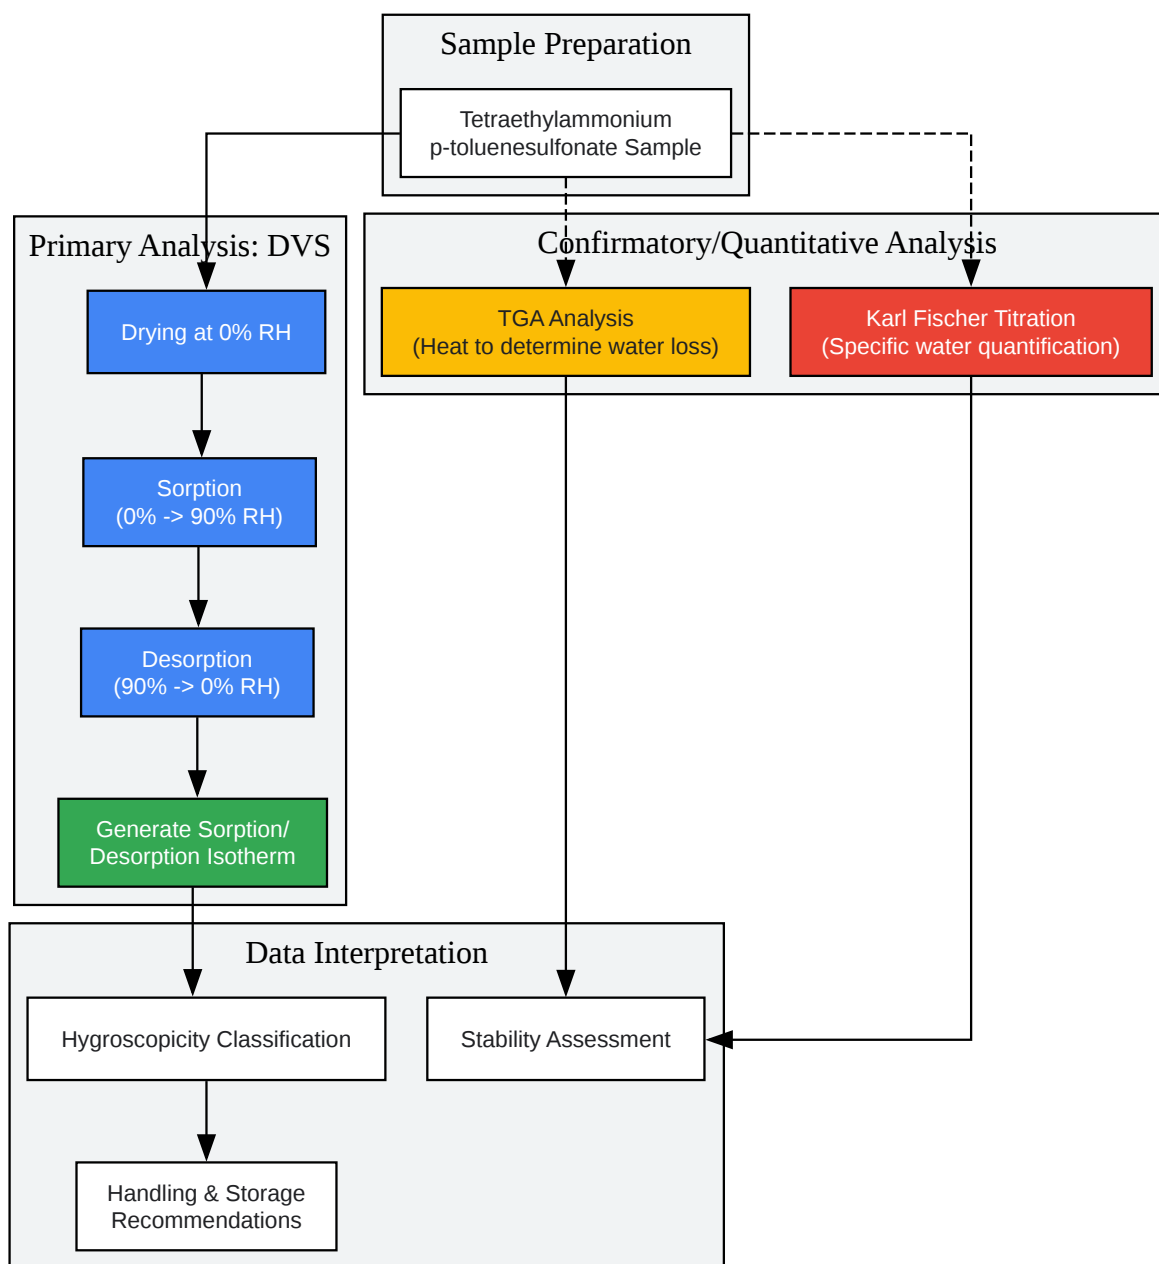 Sample Preparation
Tetraethylammonium
p-toluenesulfonate Sample
Primary Analysis: DVS
Drying at 0% RH
Sorption
(0% -> 90% RH)
Desorption
(90% -> 0% RH)
Generate Sorption/
Desorption Isotherm
Confirmatory/Quantitative Analysis
TGA Analysis
(Heat to determine water loss)
Karl Fischer Titration
(Specific water quantification)
Data Interpretation
Hygroscopicity Classification
Stability Assessment
Handling & Storage
Recommendations